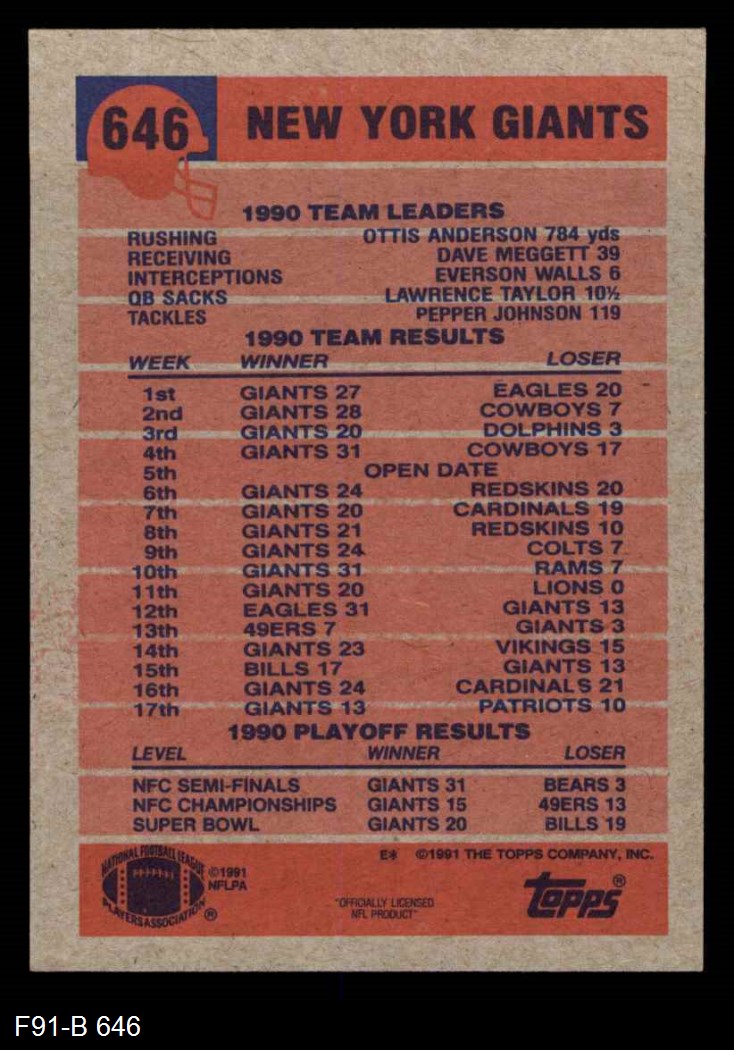 646
NEW YORK GIANTS
1990 TEAM LEADERS
RUSHING OTTIS ANDERSON 784 yds
RECEIVING DAVE MEGGETT 39
INTERCEPTIONS EVERSON WALLS 6
QB SACKS LAWRENCE TAYLOR 10½
TACKLES PEPPER JOHNSON 119
1990 TEAM RESULTS
WEEK WINNER LOSER
1st GIANTS 27 EAGLES 20
2nd GIANTS 28 COWBOYS 7
3rd GIANTS 20 DOLPHINS 3
4th GIANTS 31 COWBOYS 17
5th OPEN DATE
6th GIANTS 24 REDSKINS 20
7th GIANTS 20 CARDINALS 19
8th GIANTS 21 REDSKINS 10
9th GIANTS 24 COLTS 7
10th GIANTS 31 RAMS 7
11th GIANTS 20 LIONS 0
12th EAGLES 31 GIANTS 13
13th 49ERS 7 GIANTS 3
14th GIANTS 23 VIKINGS 15
15th BILLS 17 GIANTS 13
16th GIANTS 24 CARDINALS 21
17th GIANTS 13 PATRIOTS 10
1990 PLAYOFF RESULTS
LEVEL WINNER LOSER
NFC SEMI-FINALS GIANTS 31 BEARS 3
NFC CHAMPIONSHIPS GIANTS 15 49ERS 13
SUPER BOWL GIANTS 20 BILLS 19
E* ©1991 THE TOPPS COMPANY, INC.
NATIONAL FOOTBALL LEAGUE
PLAYERS ASSOCIATION ®
©1991
NFLPA
"OFFICIALLY LICENSED
NFL PRODUCT"
topps®
F91-B 646